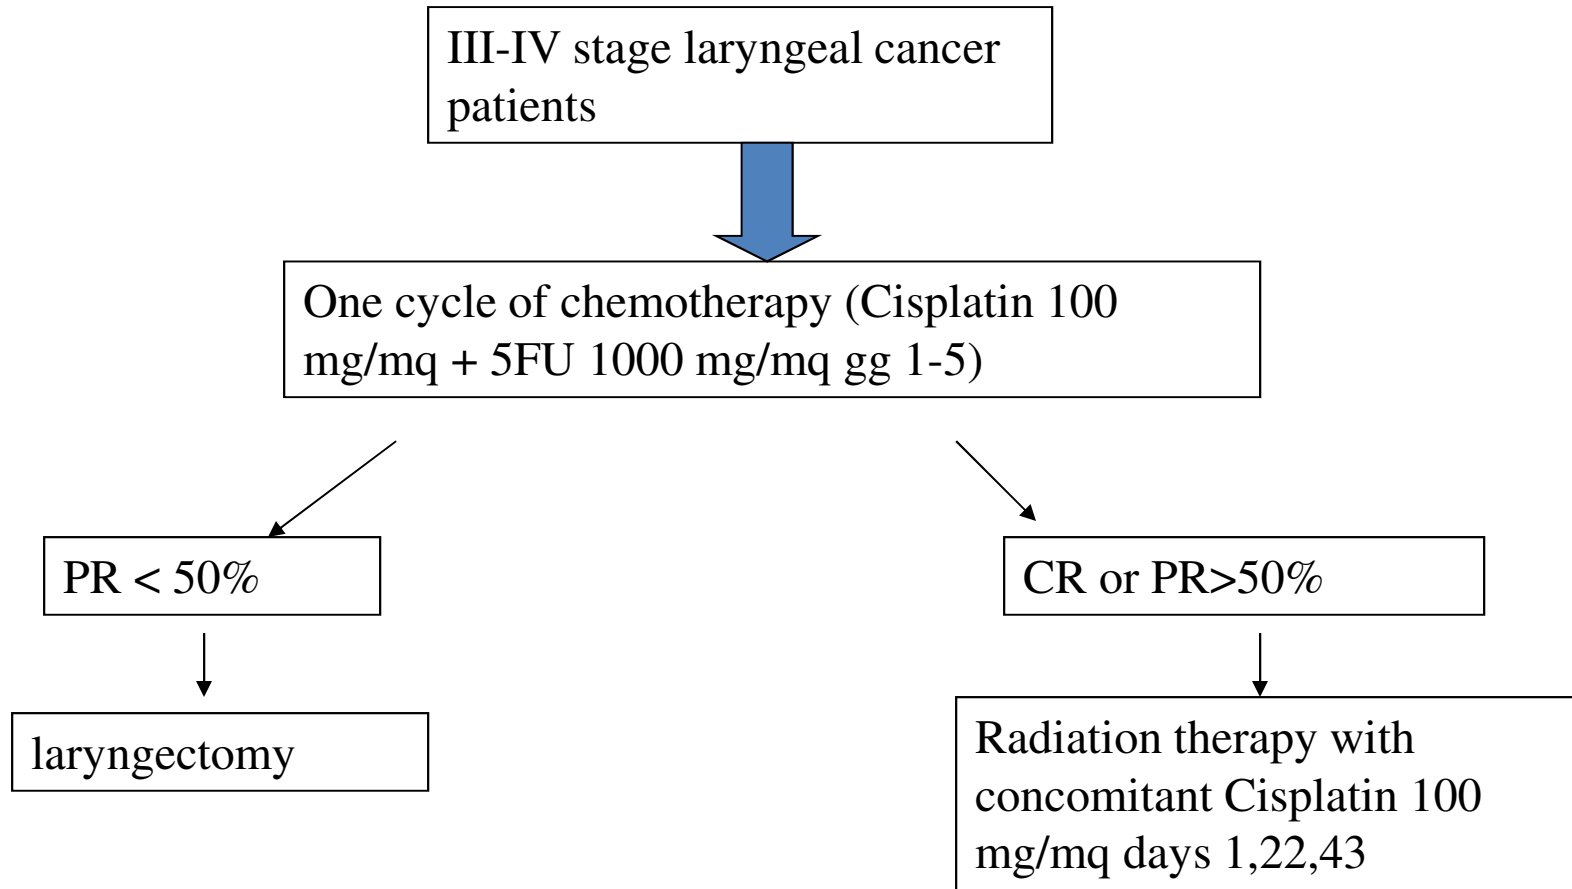 III-IV stage laryngeal cancer
patients
One cycle of chemotherapy (Cisplatin 100
mg/mq + 5FU 1000 mg/mq gg 1-5)
PR < 50%
CR or PR>50%
laryngectomy
Radiation therapy with
concomitant Cisplatin 100
mg/mq days 1,22,43